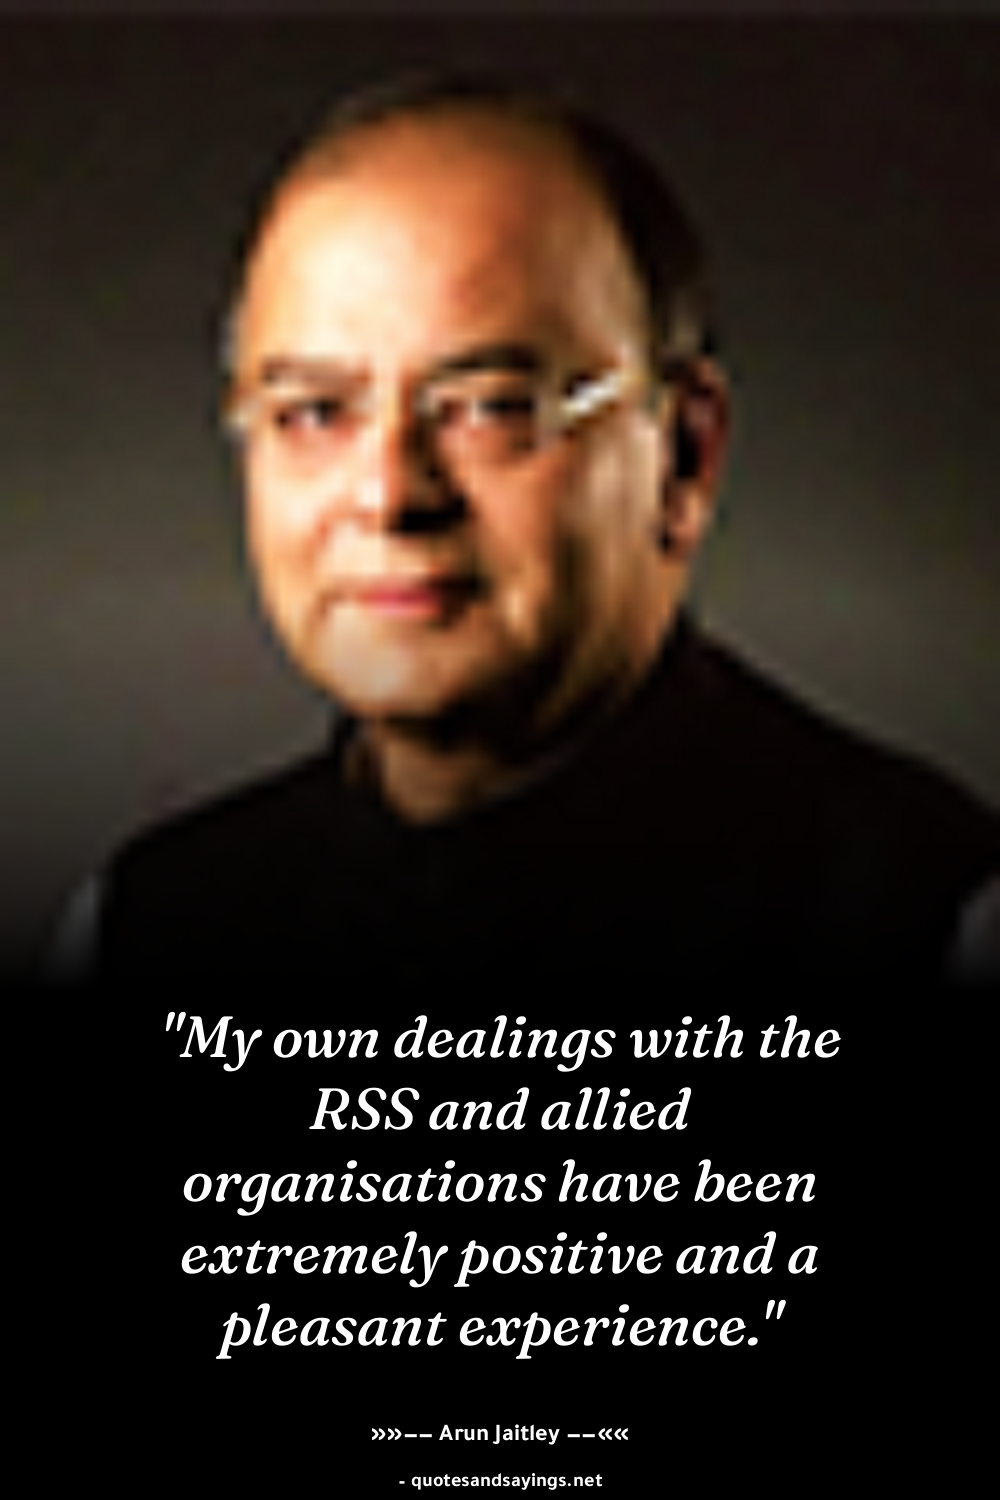 "My own dealings with the
RSS and allied
organisations have been
extremely positive and a
pleasant experience."
»»–– Arun Jaitley ––««
- quotesandsayings.net